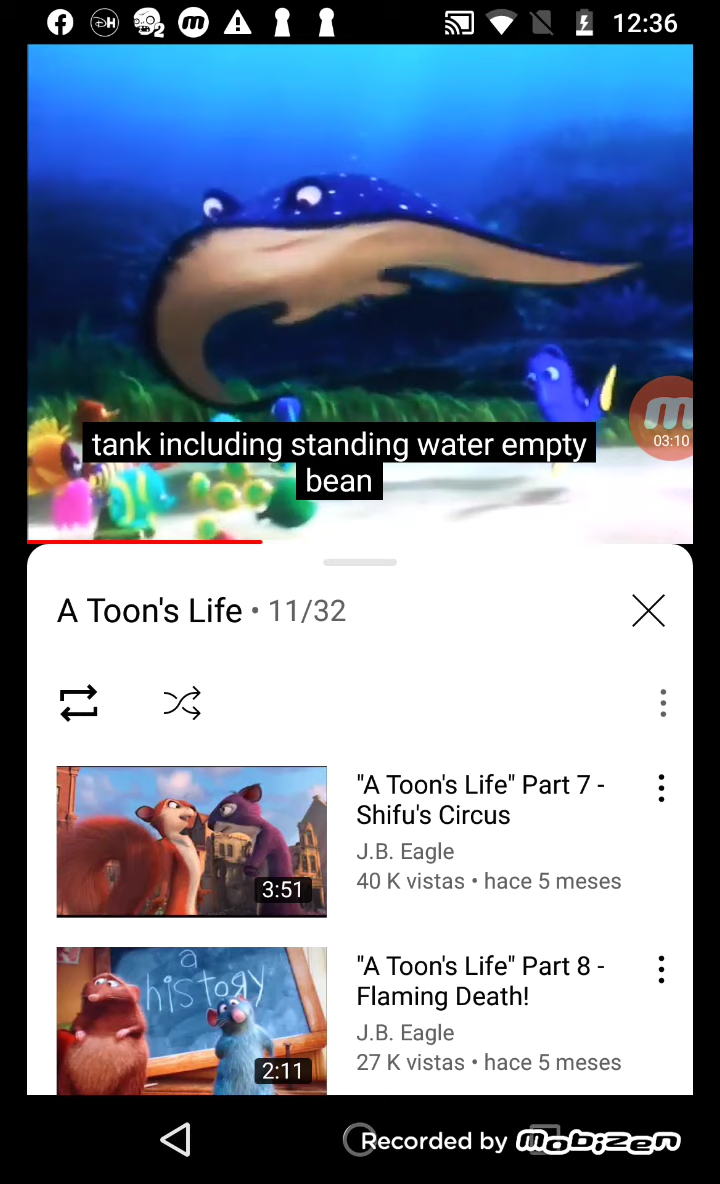 12:36
tank including standing water empty
bean
03:10
A Toon's Life • 11/32
"A Toon's Life" Part 7 -
Shifu's Circus
J.B. Eagle
40 K vistas • hace 5 meses
3:51
a
history
"A Toon's Life" Part 8 -
Flaming Death!
J.B. Eagle
27 K vistas • hace 5 meses
2:11
Recorded by Mobizen